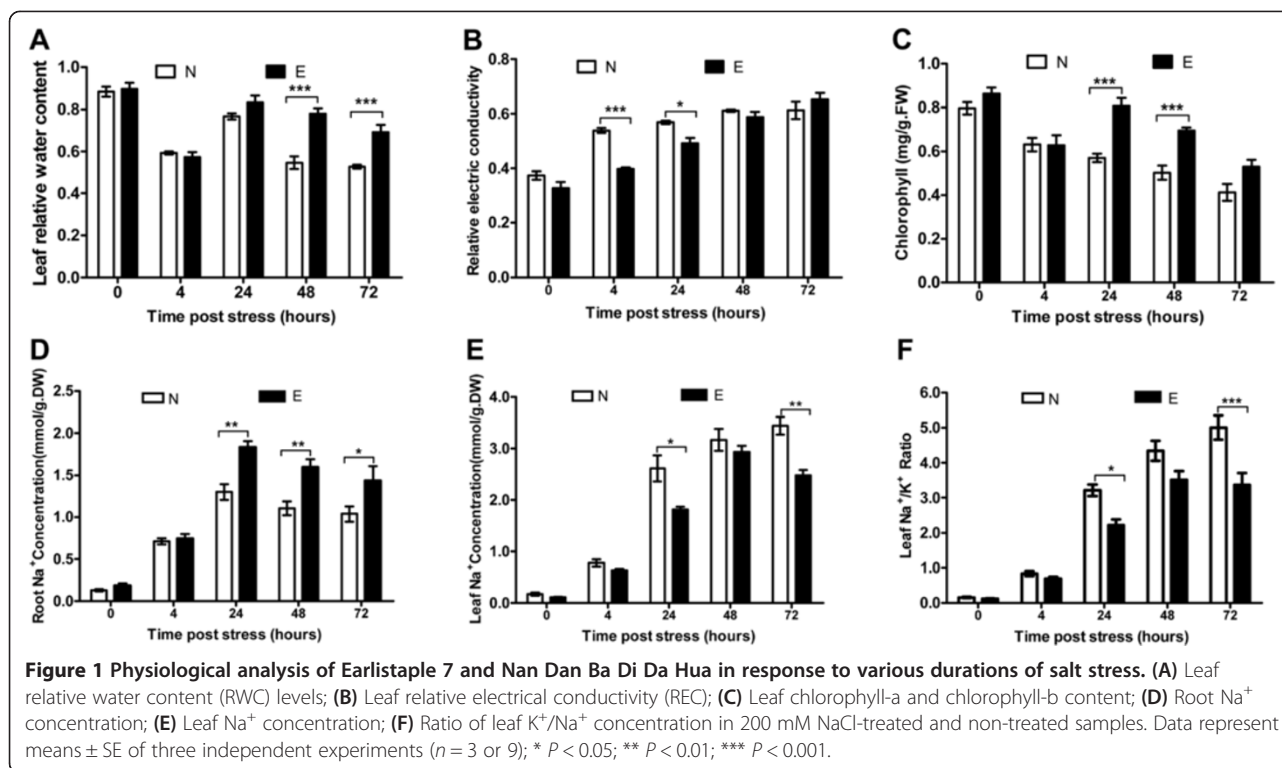 A
N E
Leaf relative water content
1.0
0.8
0.6
0.4
0.2
0.0
*** ***
0 4 24 48 72
Time post stress (hours)
B
N E
Relative electric conductivity
0.8
0.6
0.4
0.2
0.0
*** *
0 4 24 48 72
Time post stress (hours)
C
N E
Chlorophyll (mg/g.FW)
1.0
0.8
0.6
0.4
0.2
0.0
*** ***
0 4 24 48 72
Time post stress (hours)
D
N E
Root Na⁺Concentration(mmol/g.DW)
2.5
2.0
1.5
1.0
0.5
0.0
** ** *
0 4 24 48 72
Time post stress (hours)
E
N E
Leaf Na⁺Concentration(mmol/g.DW)
4.0
3.0
2.0
1.0
0.0
* **
0 4 24 48 72
Time post stress (hours)
F
N E
Leaf Na⁺/K⁺ Ratio
6.0
5.0
4.0
3.0
2.0
1.0
0.0
* ***
0 4 24 48 72
Time post stress (hours)
Figure 1 Physiological analysis of Earlistaple 7 and Nan Dan Ba Di Da Hua in response to various durations of salt stress. (A) Leaf
relative water content (RWC) levels; (B) Leaf relative electrical conductivity (REC); (C) Leaf chlorophyll-a and chlorophyll-b content; (D) Root Na⁺
concentration; (E) Leaf Na⁺ concentration; (F) Ratio of leaf K⁺/Na⁺ concentration in 200 mM NaCl-treated and non-treated samples. Data represent
means ± SE of three independent experiments (n = 3 or 9); * P < 0.05; ** P < 0.01; *** P < 0.001.